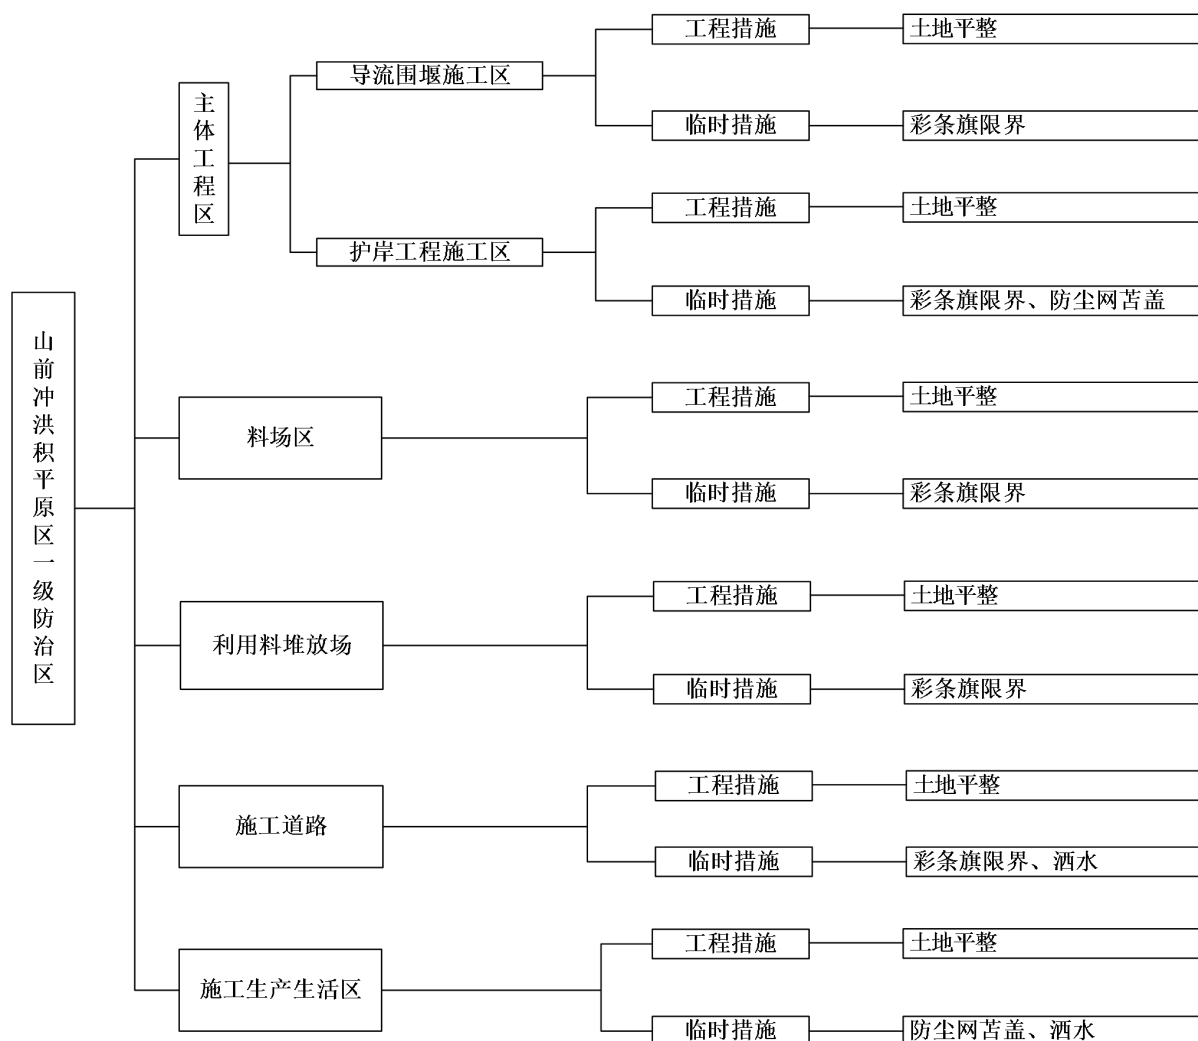 山前冲洪积平原区一级防治区
主体工程区
导流围堰施工区
工程措施
土地平整
临时措施
彩条旗限界
护岸工程施工区
工程措施
土地平整
临时措施
彩条旗限界、防尘网苫盖
料场区
工程措施
土地平整
临时措施
彩条旗限界
利用料堆放场
工程措施
土地平整
临时措施
彩条旗限界
施工道路
工程措施
土地平整
临时措施
彩条旗限界、洒水
施工生产生活区
工程措施
土地平整
临时措施
防尘网苫盖、洒水